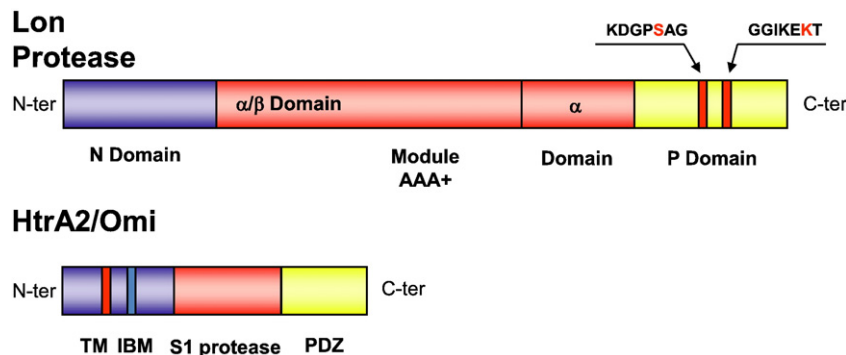 Lon
Protease
KDGPSAG
GGIKEKT
N-ter
α/β Domain
α
C-ter
N Domain
Module
AAA+
Domain
P Domain
HtrA2/Omi
N-ter
C-ter
TM
IBM
S1 protease
PDZ